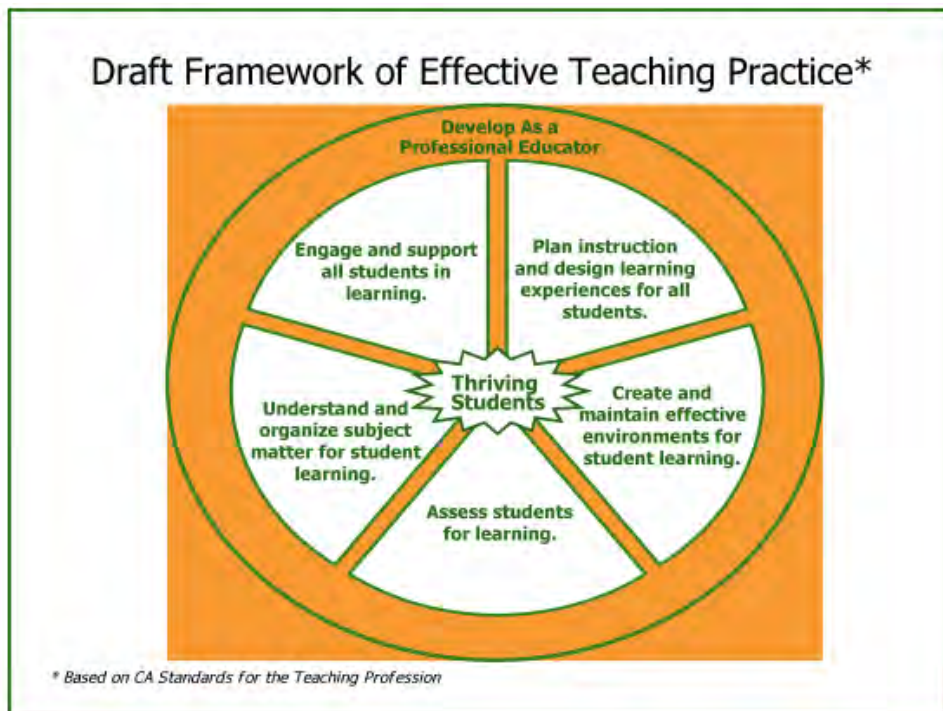 Draft Framework of Effective Teaching Practice*
Develop As a
Professional Educator
Engage and support
all students in
learning.
Plan instruction
and design learning
experiences for all
students.
Thriving
Students
Understand and
organize subject
matter for student
learning.
Create and
maintain effective
environments for
student learning.
Assess students
for learning.
* Based on CA Standards for the Teaching Profession